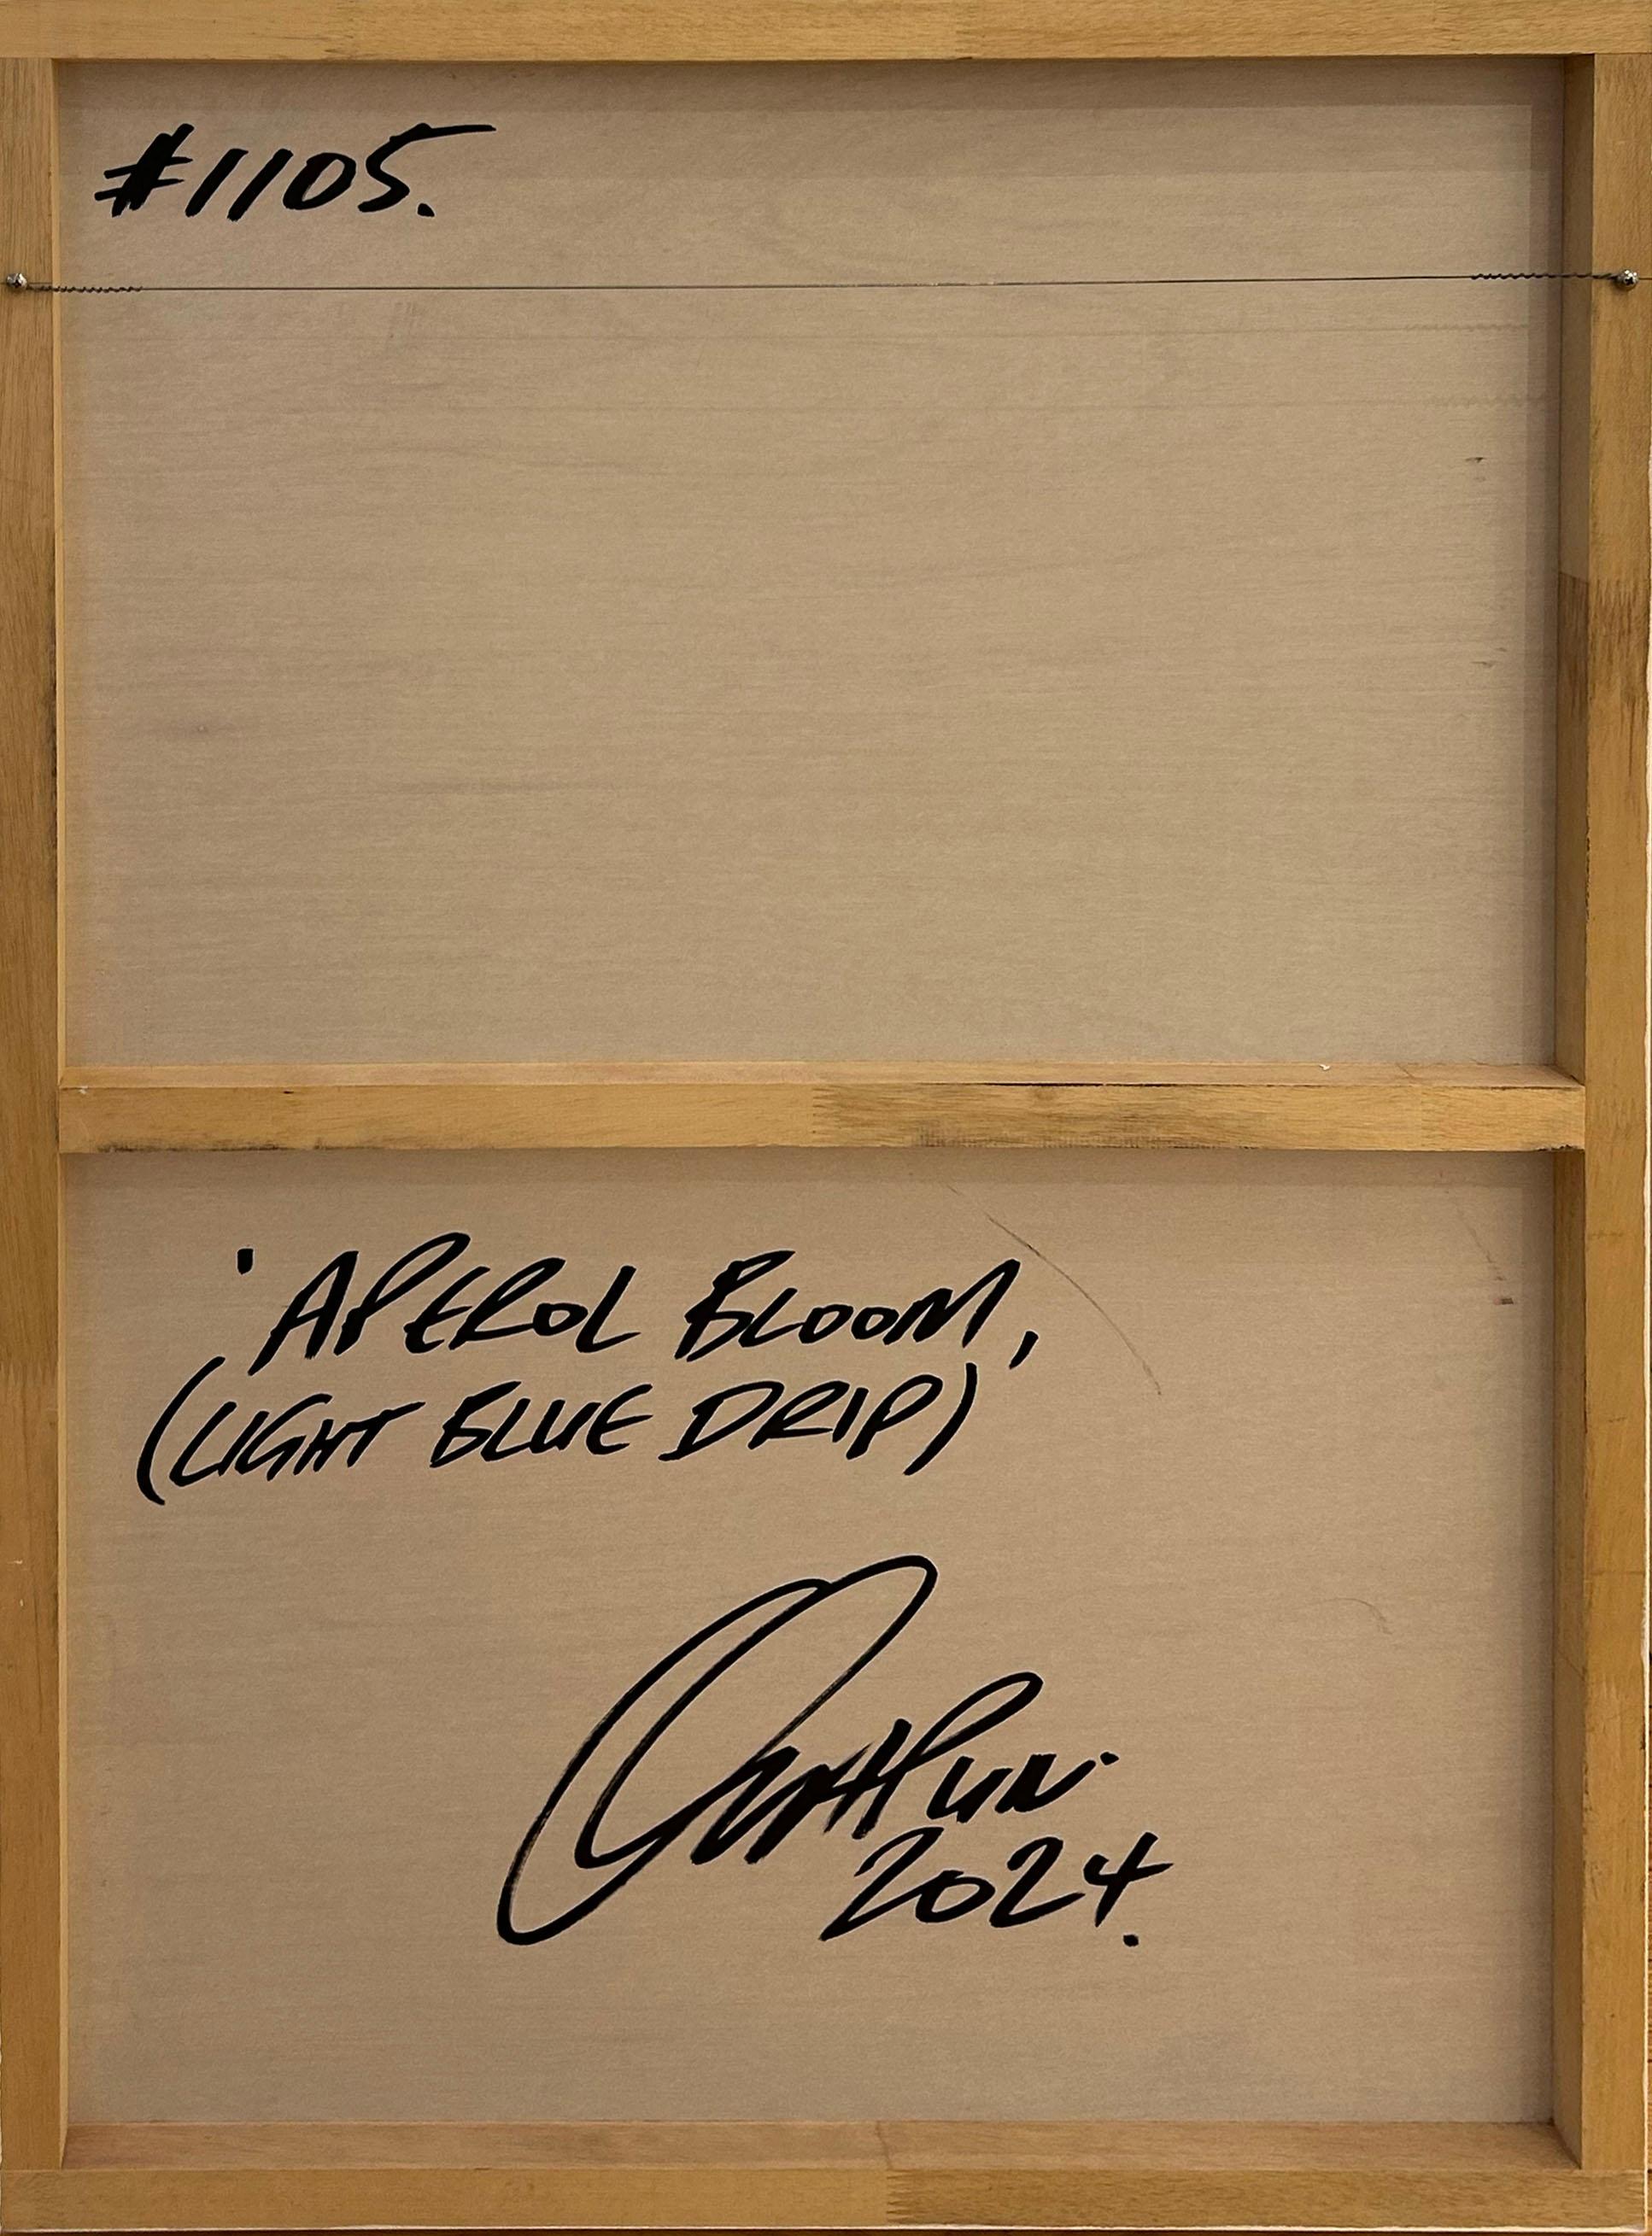 #1105.
'APEROL BLOOM,
(LIGHT BLUE DRIP)
2024.